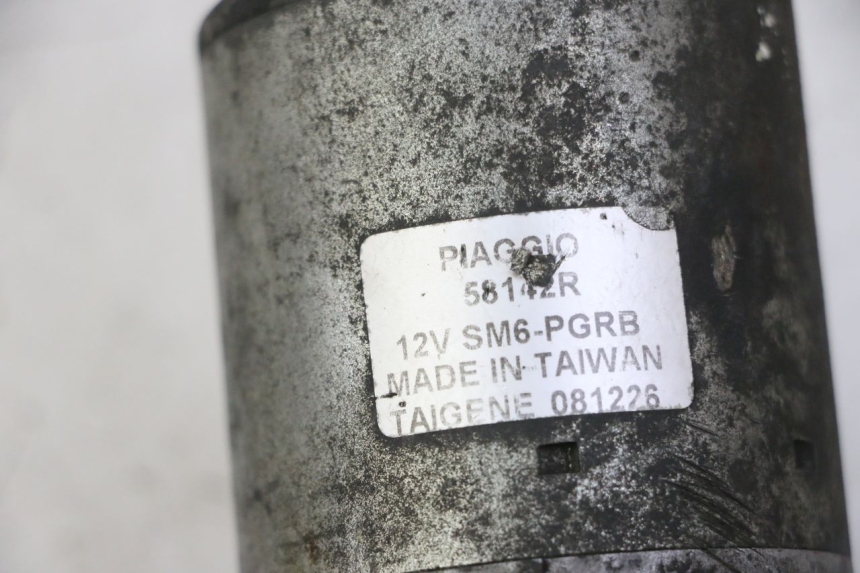 PIAGGIO
58142R
12V SM6-PGRB
MADE IN TAIWAN
TAIGENE 081226